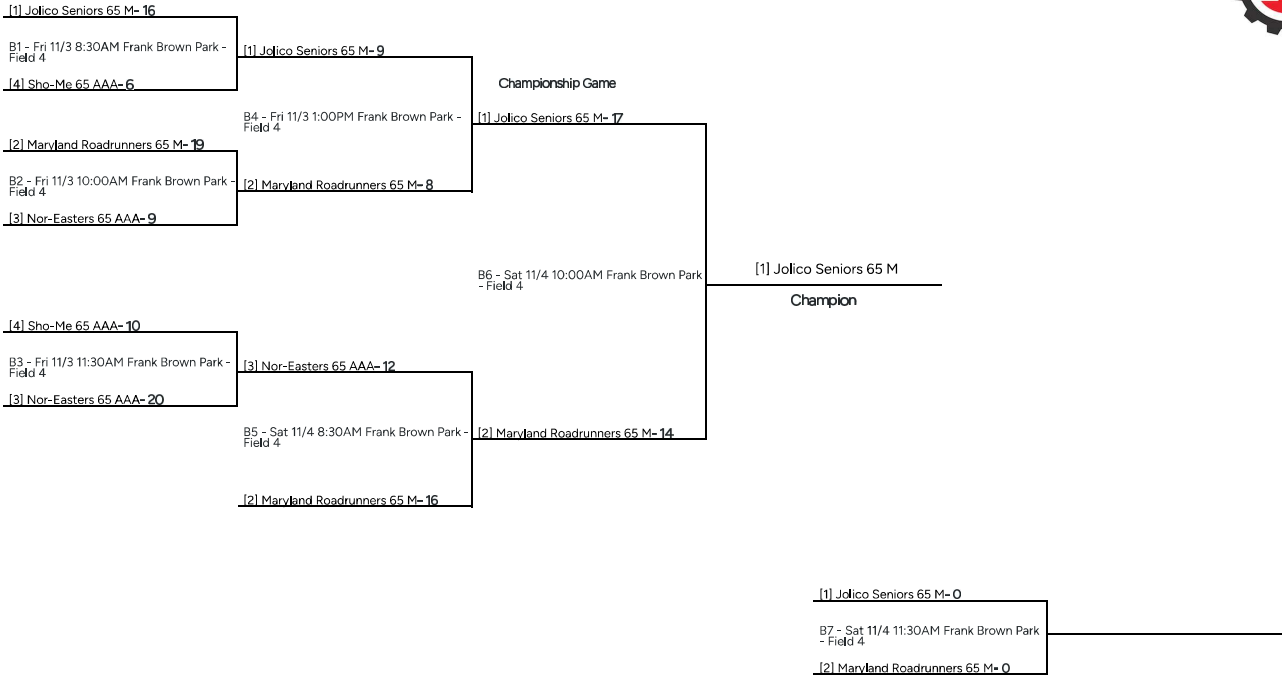 [1] Jolico Seniors 65 M- 16
B1 - Fri 11/3 8:30AM Frank Brown Park -
Field 4
[4] Sho-Me 65 AAA- 6
[2] Maryland Roadrunners 65 M- 19
B2 - Fri 11/3 10:00AM Frank Brown Park -
Field 4
[3] Nor-Easters 65 AAA- 9
[1] Jolico Seniors 65 M- 9
B4 - Fri 11/3 1:00PM Frank Brown Park -
Field 4
[2] Maryland Roadrunners 65 M- 8
Championship Game
[1] Jolico Seniors 65 M- 17
B6 - Sat 11/4 10:00AM Frank Brown Park
- Field 4
[1] Jolico Seniors 65 M
Champion
[4] Sho-Me 65 AAA- 10
B3 - Fri 11/3 11:30AM Frank Brown Park -
Field 4
[3] Nor-Easters 65 AAA- 20
[3] Nor-Easters 65 AAA- 12
B5 - Sat 11/4 8:30AM Frank Brown Park -
Field 4
[2] Maryland Roadrunners 65 M- 16
[2] Maryland Roadrunners 65 M- 14
[1] Jolico Seniors 65 M- 0
B7 - Sat 11/4 11:30AM Frank Brown Park
- Field 4
[2] Maryland Roadrunners 65 M- 0